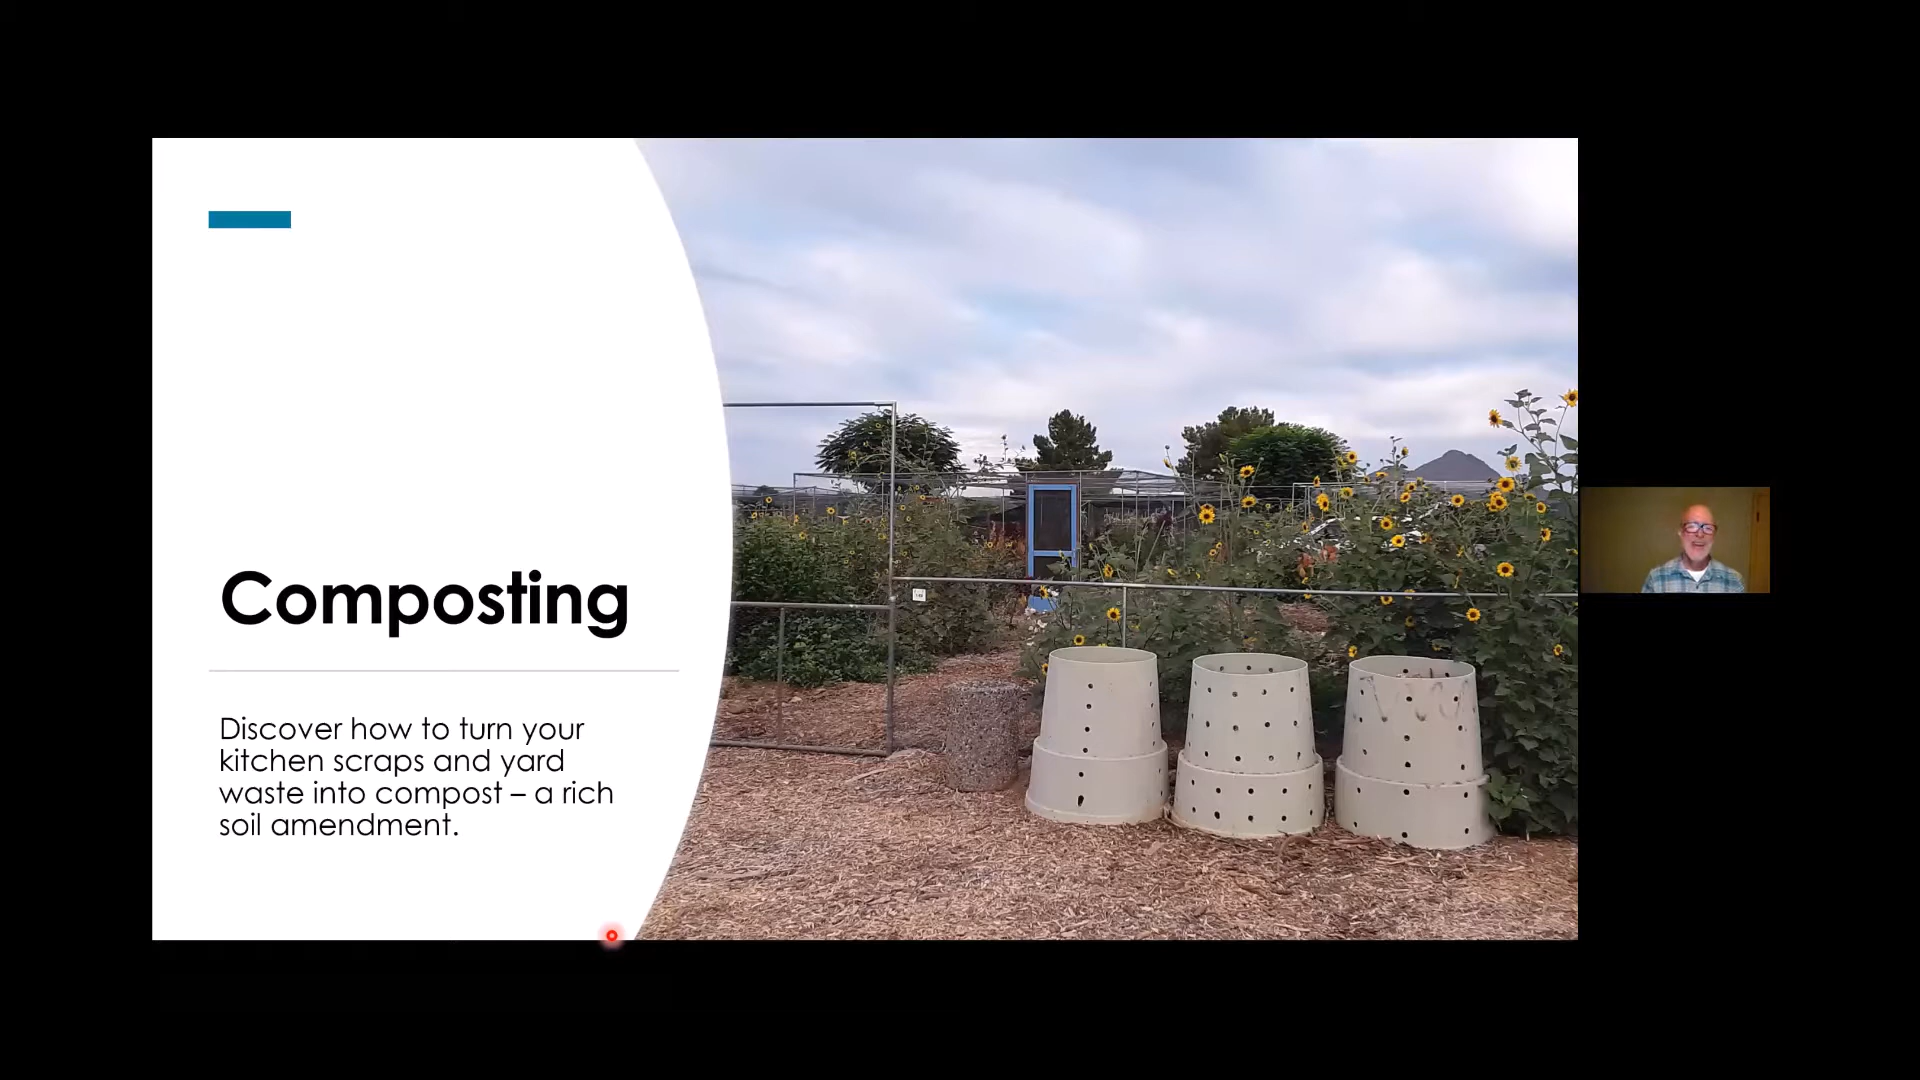 Composting
Discover how to turn your
kitchen scraps and yard
waste into compost – a rich
soil amendment.